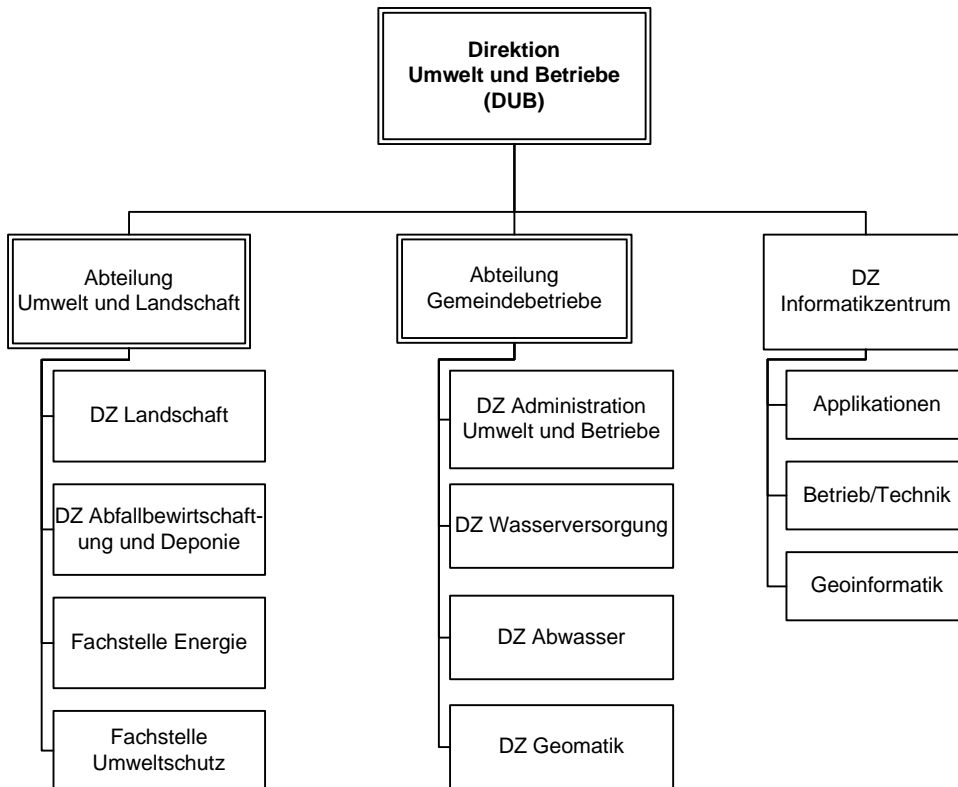 Direktion
Umwelt und Betriebe
(DUB)
Abteilung
Umwelt und Landschaft
Abteilung
Gemeindebetriebe
DZ
Informatikzentrum
DZ Landschaft
DZ Abfallbewirtschaft-
ung und Deponie
Fachstelle Energie
Fachstelle
Umweltschutz
DZ Administration
Umwelt und Betriebe
DZ Wasserversorgung
DZ Abwasser
DZ Geomatik
Applikationen
Betrieb/Technik
Geoinformatik